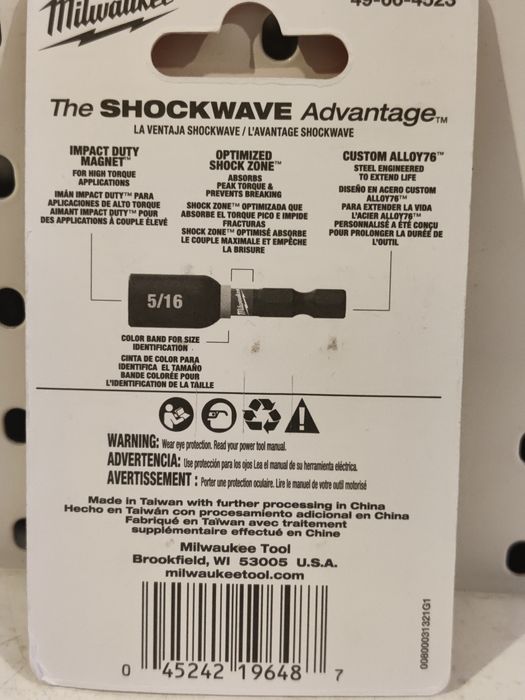 Milwaukee
49-66-4523
The SHOCKWAVE Advantage™
LA VENTAJA SHOCKWAVE / L'AVANTAGE SHOCKWAVE
IMPACT DUTY
MAGNET™
FOR HIGH TORQUE
APPLICATIONS
IMÁN IMPACT DUTY™ PARA
APLICACIONES DE ALTO TORQUE
AIMANT IMPACT DUTY™ POUR
DES APPLICATIONS À COUPLE ÉLEVÉ
OPTIMIZED
SHOCK ZONE™
ABSORBS
PEAK TORQUE &
PREVENTS BREAKING
SHOCK ZONE™ OPTIMIZADA QUE
ABSORBE EL TORQUE PICO E IMPIDE
FRACTURAS
SHOCK ZONE™ OPTIMISÉ ABSORBE
LE COUPLE MAXIMALE ET EMPÊCHE
LA BRISURE
CUSTOM ALLOY76™
STEEL ENGINEERED
TO EXTEND LIFE
DISEÑO EN ACERO CUSTOM
ALLOY76™
PARA EXTENDER LA VIDA
L'ACIER ALLOY76™
PERSONNALISÉ A ÉTÉ CONÇU
POUR PROLONGER LA DURÉE DE
L'OUTIL
5/16
Milwaukee
COLOR BAND FOR SIZE
IDENTIFICATION
CINTA DE COLOR PARA
IDENTIFICA EL TAMAÑO
BANDE COLORÉE POUR
L'IDENTIFICATION DE LA TAILLE
WARNING: Wear eye protection. Read your power tool manual.
ADVERTENCIA: Use protección para los ojos Lea el manual de su herramienta eléctrica.
AVERTISSEMENT : Porter une protection oculaire. Lire le manuel de votre outil motorisé
Made in Taiwan with further processing in China
Hecho en Taiwán con procesamiento adicional en China
Fabriqué en Taïwan avec traitement
supplémentaire effectué en Chine
Milwaukee Tool
Brookfield, WI 53005 U.S.A.
milwaukeetool.com
0 45242 19648 7
00800031321G1